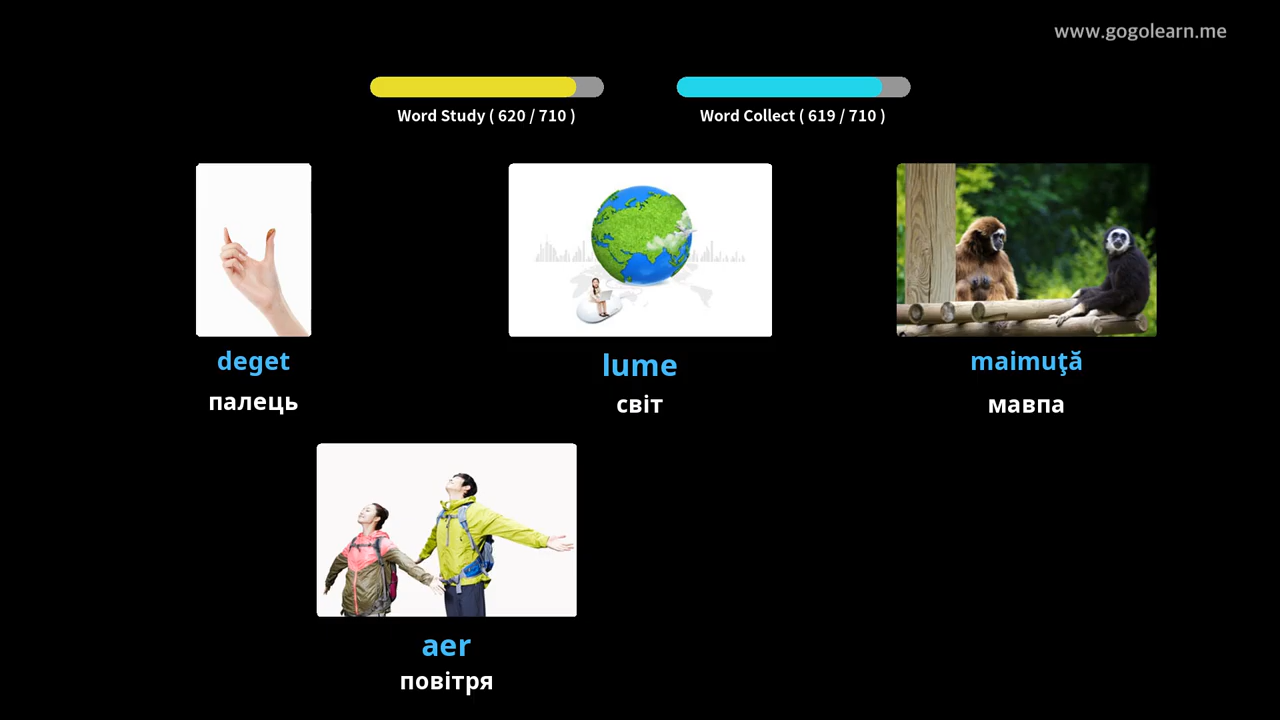 www.gogolearn.me
Word Study ( 620 / 710 )
Word Collect ( 619 / 710 )
deget
lume
maimuţă
палець
світ
мавпа
aer
повітря